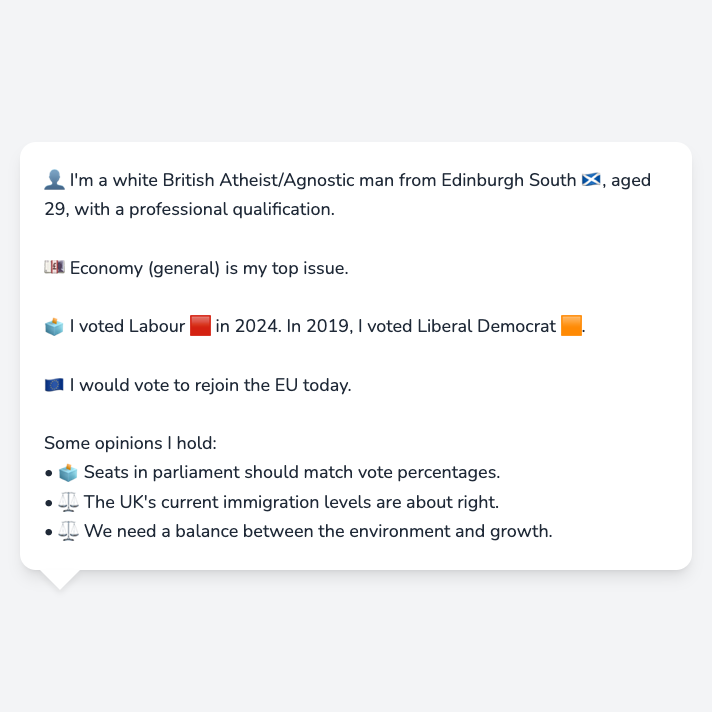 👤 I'm a white British Atheist/Agnostic man from Edinburgh South 🏴󠁧󠁢󠁳󠁣󠁴󠁿, aged
29, with a professional qualification.
💷 Economy (general) is my top issue.
🗳️ I voted Labour 🟥 in 2024. In 2019, I voted Liberal Democrat 🟧.
🇪🇺 I would vote to rejoin the EU today.
Some opinions I hold:
• 🗳️ Seats in parliament should match vote percentages.
• ⚖️ The UK's current immigration levels are about right.
• ⚖️ We need a balance between the environment and growth.